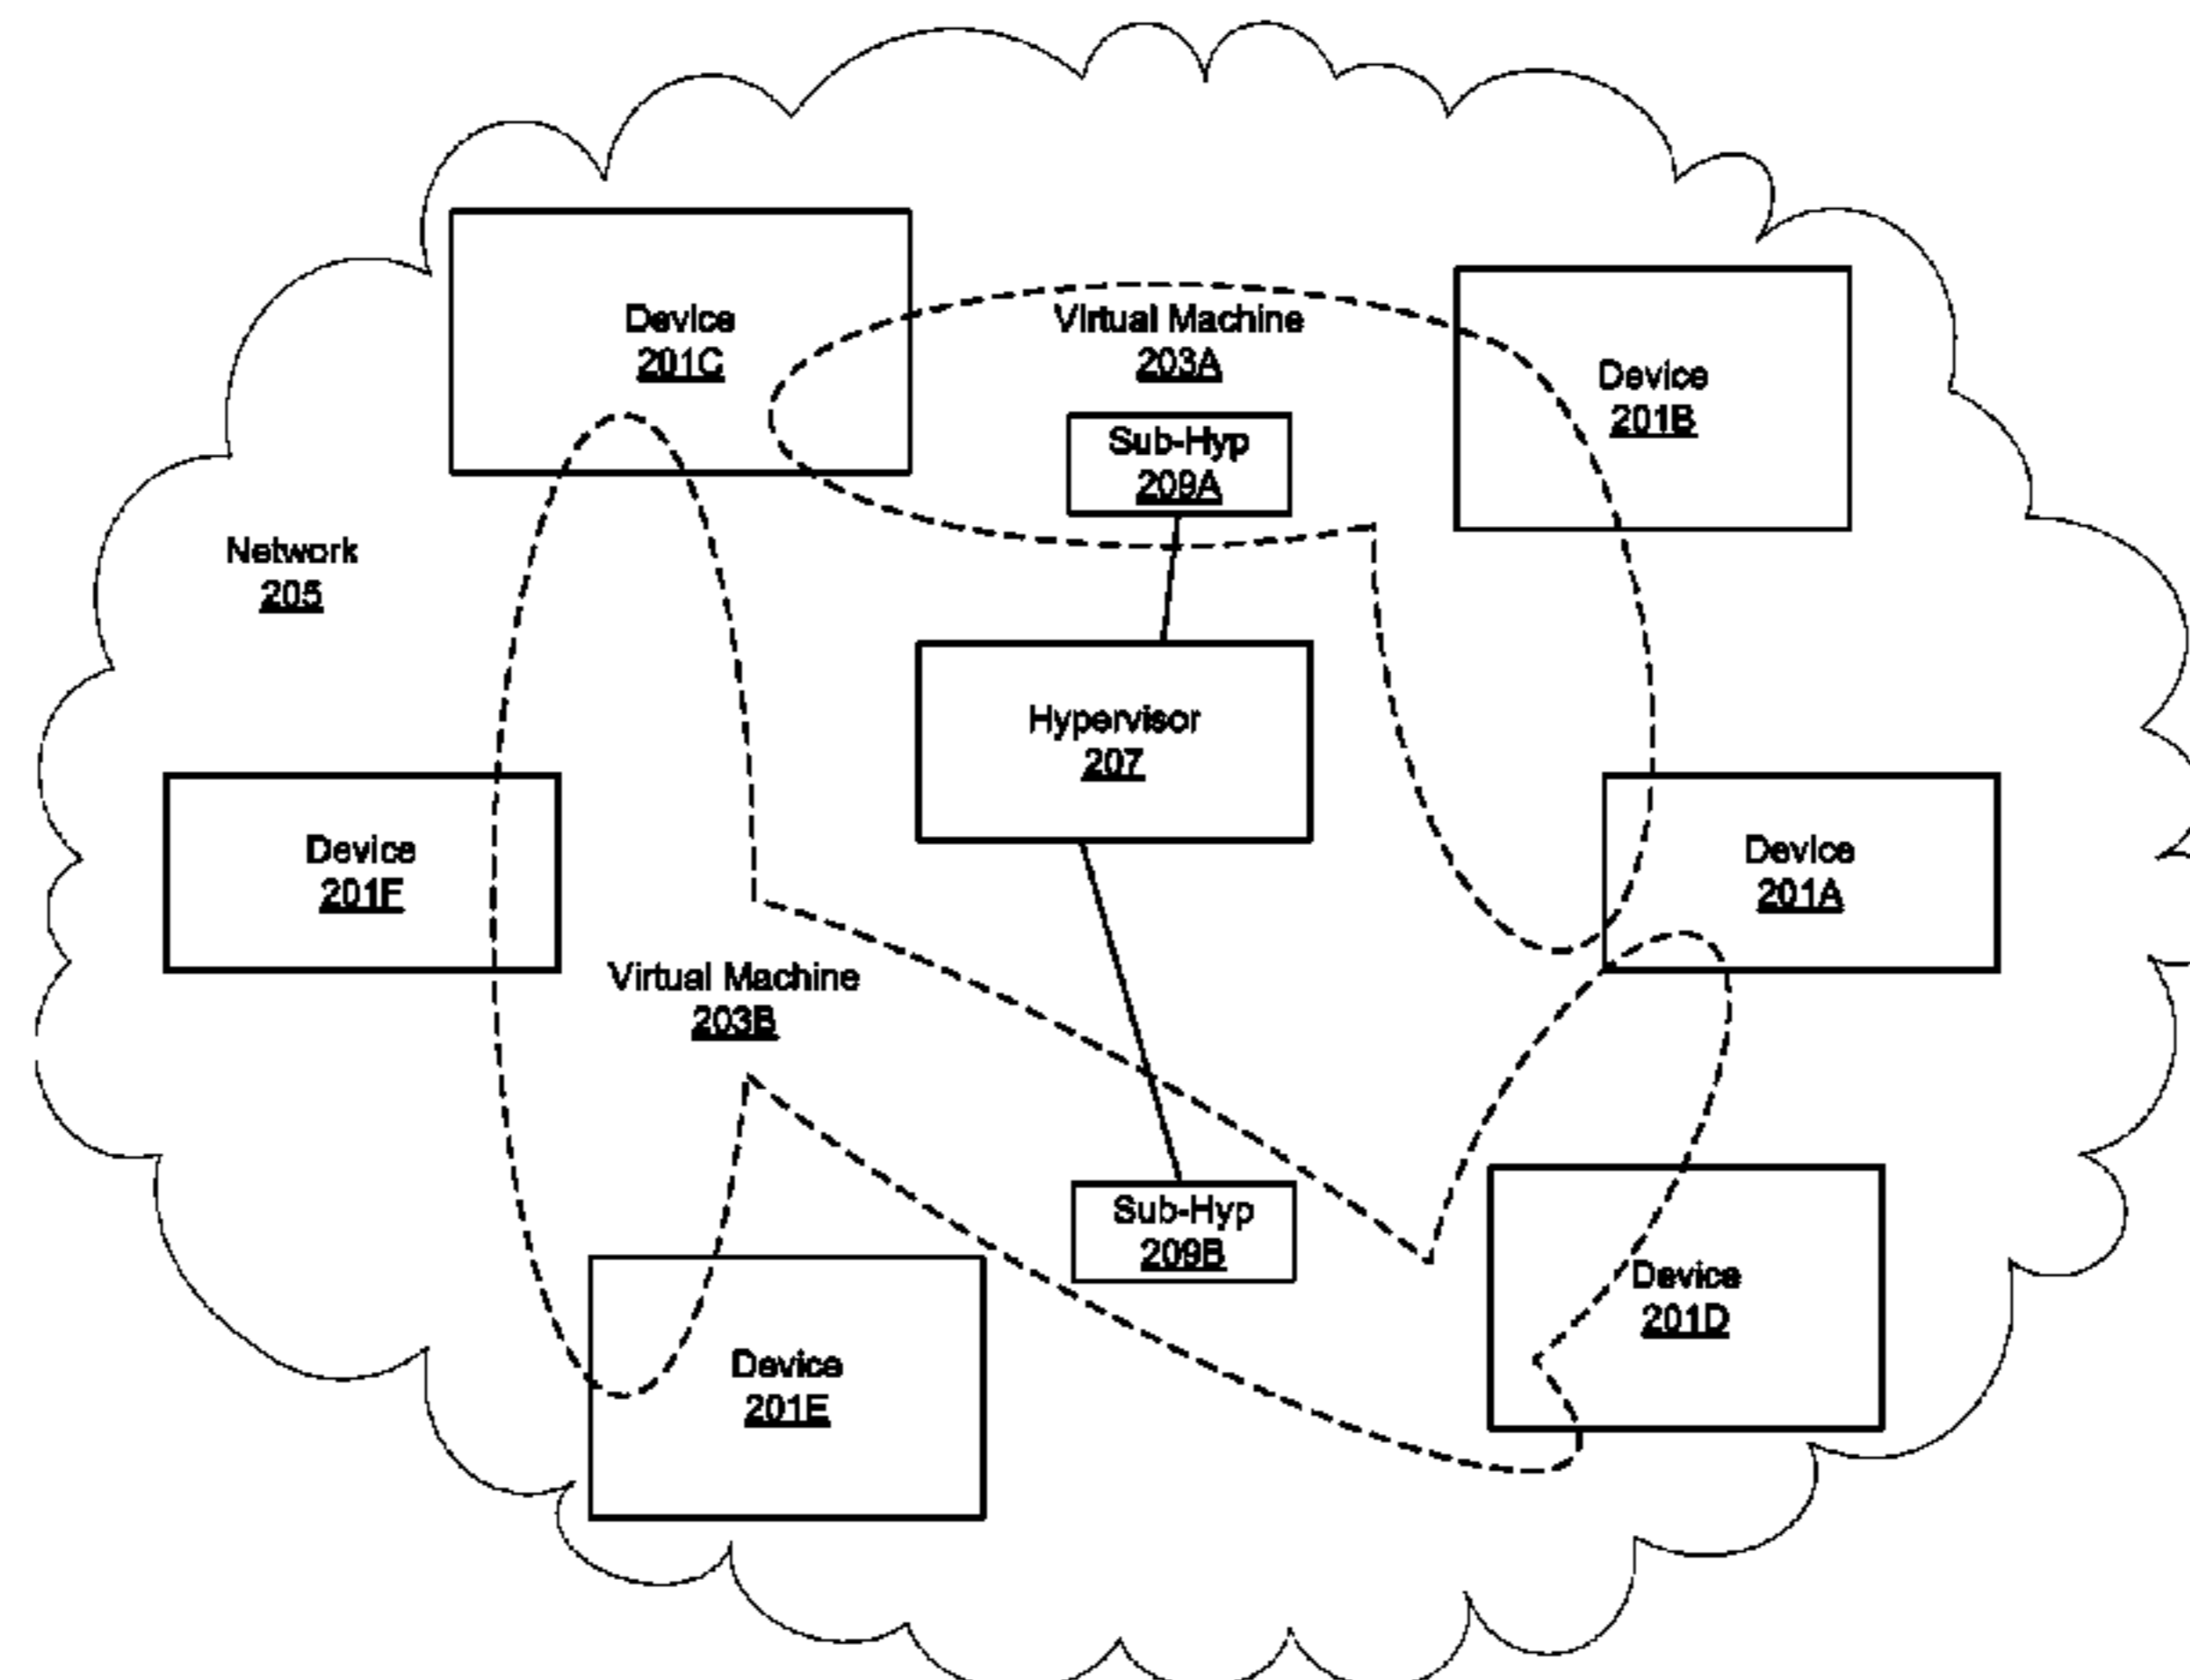 Device
201C
Virtual Machine
203A
Device
201B
Sub-Hyp
209A
Network
205
Hypervisor
207
Device
201F
Device
201A
Virtual Machine
203B
Sub-Hyp
209B
Device
201D
Device
201E